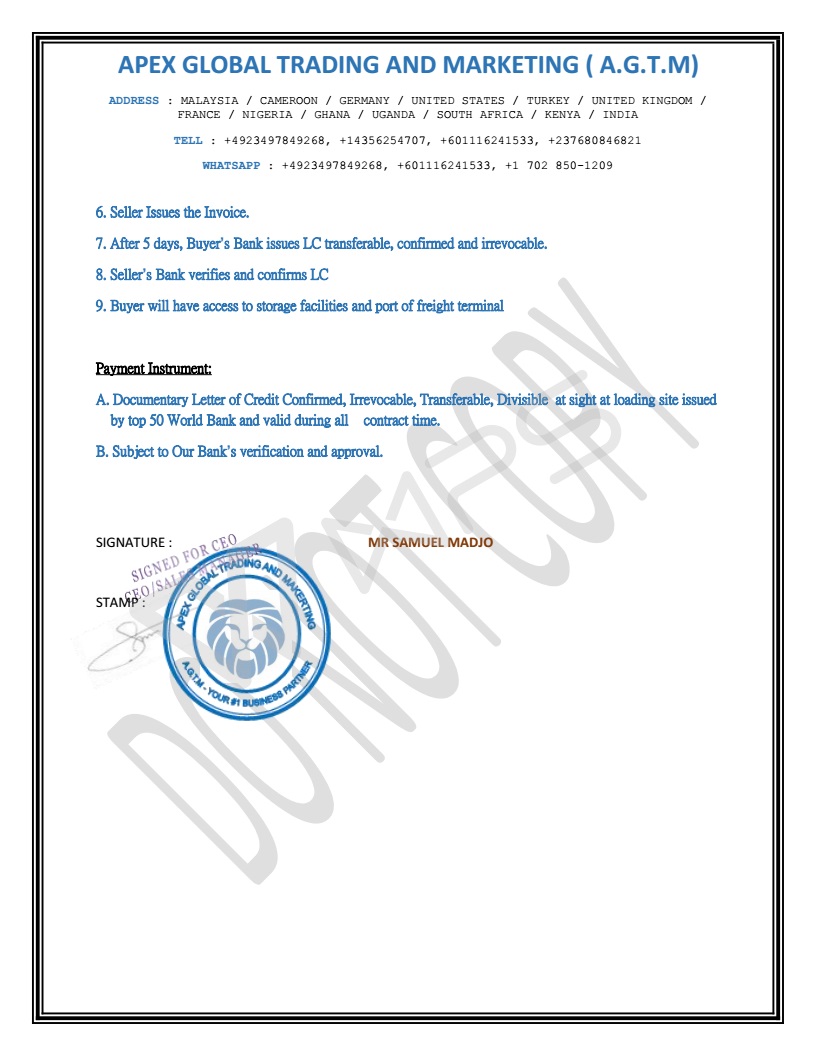 APEX GLOBAL TRADING AND MARKETING ( A.G.T.M)
ADDRESS : MALAYSIA / CAMEROON / GERMANY / UNITED STATES / TURKEY / UNITED KINGDOM /
FRANCE / NIGERIA / GHANA / UGANDA / SOUTH AFRICA / KENYA / INDIA
TELL : +4923497849268, +14356254707, +601116241533, +237680846821
WHATSAPP : +4923497849268, +601116241533, +1 702 850-1209
6. Seller Issues the Invoice.
7. After 5 days, Buyer's Bank issues LC transferable, confirmed and irrevocable.
8. Seller's Bank verifies and confirms LC
9. Buyer will have access to storage facilities and port of freight terminal
Payment Instrument:
A. Documentary Letter of Credit Confirmed, Irrevocable, Transferable, Divisible at sight at loading site issued
by top 50 World Bank and valid during all contract time.
B. Subject to Our Bank's verification and approval.
SIGNATURE :
MR SAMUEL MADJO
SIGNED FOR CEO
CEO/SALES MANAGER
STAMP :
APEX GLOBAL TRADING AND MAKERTING
A.G.T.M - YOUR #1 BUSINESS PARTNER
DO NOT COPY